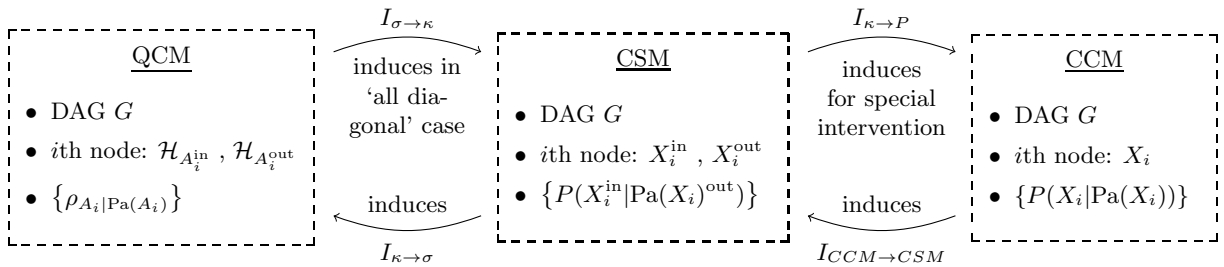 I_{σ→κ}
I_{κ→P}
QCM
• DAG G
• ith node: ℋ_{A_i^{in}} , ℋ_{A_i^{out}}
• {ρ_{A_i|Pa(A_i)}}
induces in
‘all dia-
gonal’ case
induces
I_{κ→σ}
CSM
• DAG G
• ith node: X_i^{in} , X_i^{out}
• {P(X_i^{in}|Pa(X_i)^{out})}
induces
for special
intervention
induces
I_{CCM→CSM}
CCM
• DAG G
• ith node: X_i
• {P(X_i|Pa(X_i))}